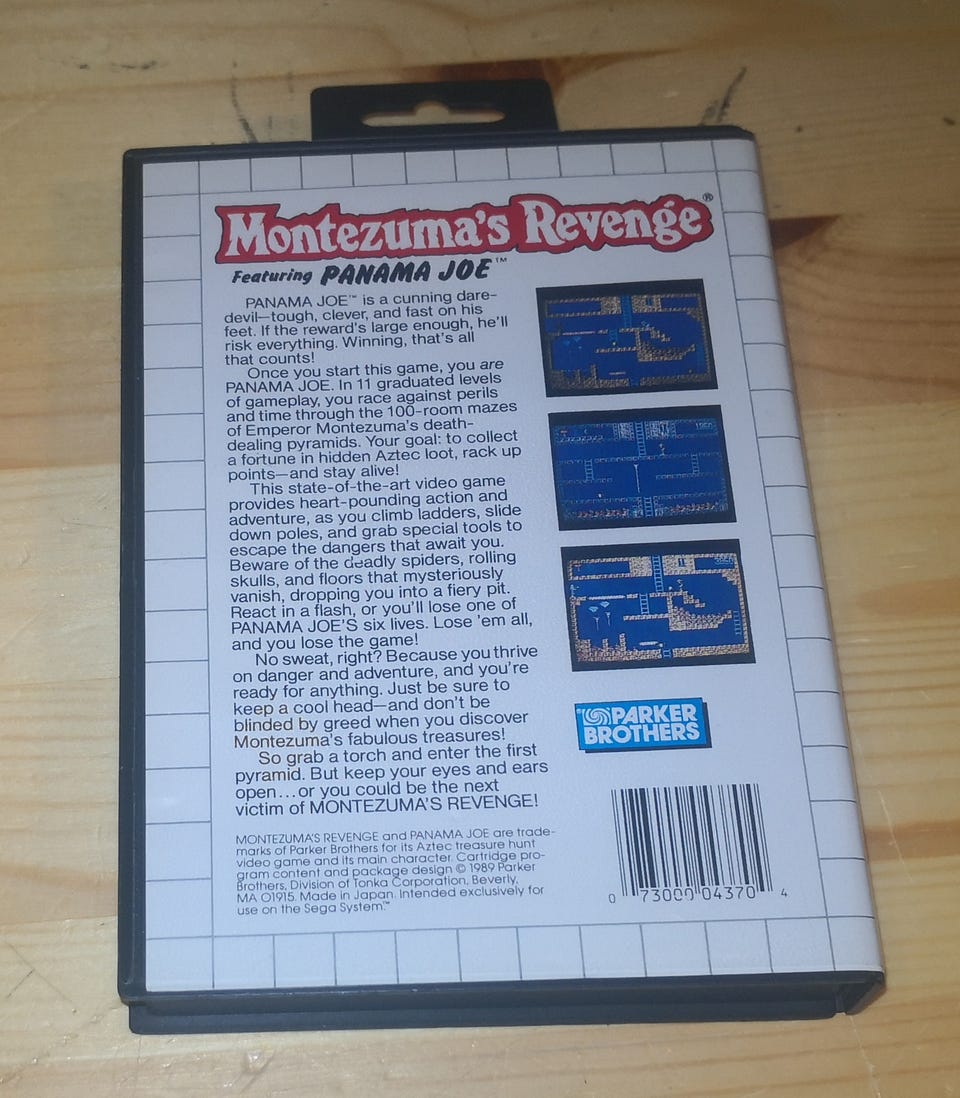 Montezuma's Revenge®
Featuring PANAMA JOE™
PANAMA JOE™ is a cunning dare-
devil—tough, clever, and fast on his
feet. If the reward's large enough, he'll
risk everything. Winning, that's all
that counts!
Once you start this game, you are
PANAMA JOE. In 11 graduated levels
of gameplay, you race against perils
and time through the 100-room mazes
of Emperor Montezuma's death-
dealing pyramids. Your goal: to collect
a fortune in hidden Aztec loot, rack up
points—and stay alive!
This state-of-the-art video game
provides heart-pounding action and
adventure, as you climb ladders, slide
down poles, and grab special tools to
escape the dangers that await you.
Beware of the deadly spiders, rolling
skulls, and floors that mysteriously
vanish, dropping you into a fiery pit.
React in a flash, or you'll lose one of
PANAMA JOE'S six lives. Lose 'em all,
and you lose the game!
No sweat, right? Because you thrive
on danger and adventure, and you're
ready for anything. Just be sure to
keep a cool head—and don't be
blinded by greed when you discover
Montezuma's fabulous treasures!
So grab a torch and enter the first
pyramid. But keep your eyes and ears
open...or you could be the next
victim of MONTEZUMA'S REVENGE!
MONTEZUMA'S REVENGE and PANAMA JOE are trade-
marks of Parker Brothers for its Aztec treasure hunt
video game and its main character. Cartridge pro-
gram content and package design © 1989 Parker
Brothers, Division of Tonka Corporation, Beverly,
MA 01915. Made in Japan. Intended exclusively for
use on the Sega System.™
PARKER
BROTHERS
0 73000 04370 4